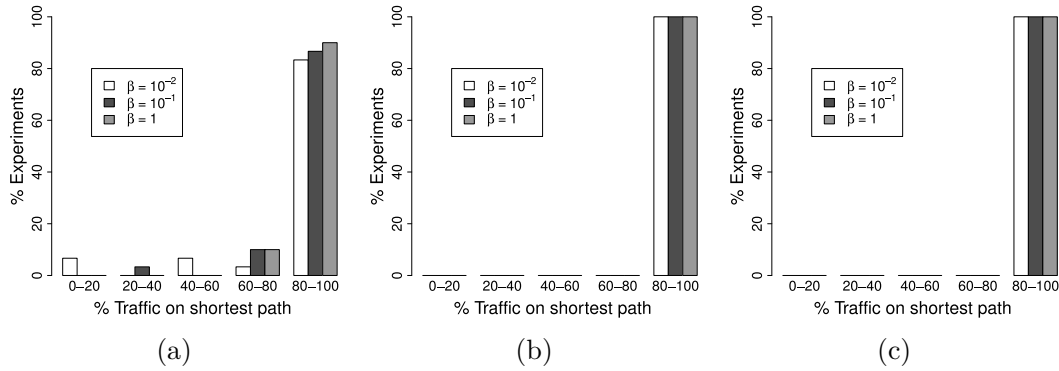 100
80
60
40
20
0
% Experiments
β = 10⁻²
β = 10⁻¹
β = 1
0–20 20–40 40–60 60–80 80–100
% Traffic on shortest path
(a)
100
80
60
40
20
0
% Experiments
β = 10⁻²
β = 10⁻¹
β = 1
0–20 20–40 40–60 60–80 80–100
% Traffic on shortest path
(b)
100
80
60
40
20
0
% Experiments
β = 10⁻²
β = 10⁻¹
β = 1
0–20 20–40 40–60 60–80 80–100
% Traffic on shortest path
(c)